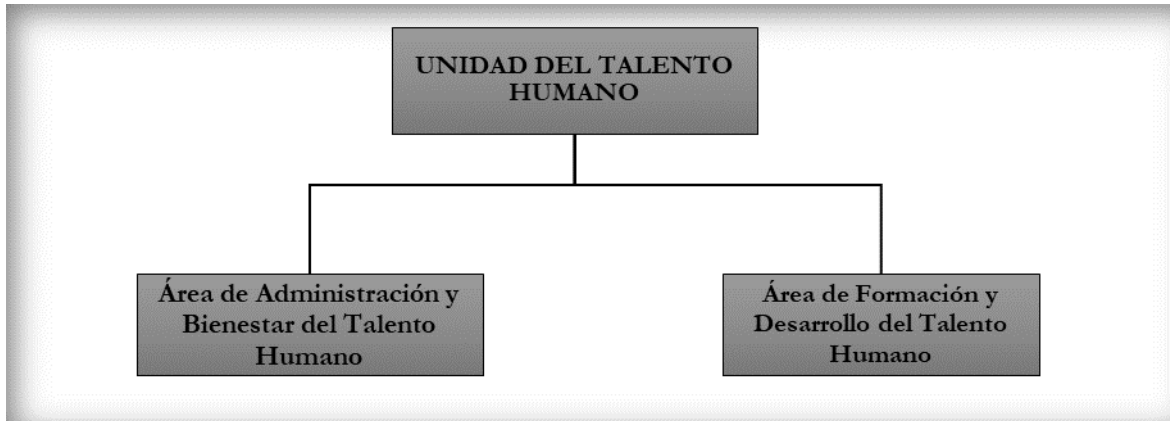 UNIDAD DEL TALENTO
HUMANO
Área de Administración y
Bienestar del Talento
Humano
Área de Formación y
Desarrollo del Talento
Humano